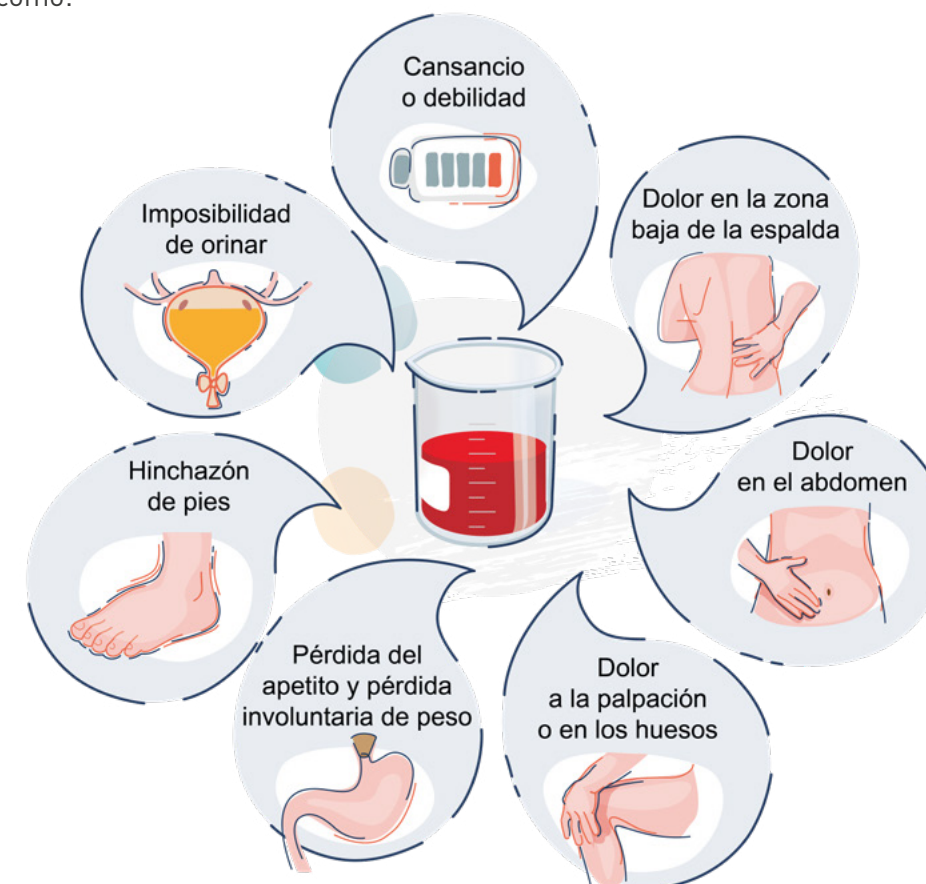 como:
Cansancio
o debilidad
Dolor en la zona
baja de la espalda
Imposibilidad
de orinar
Dolor
en el abdomen
Hinchazón
de pies
Pérdida del
apetito y pérdida
involuntaria de peso
Dolor
a la palpación
o en los huesos